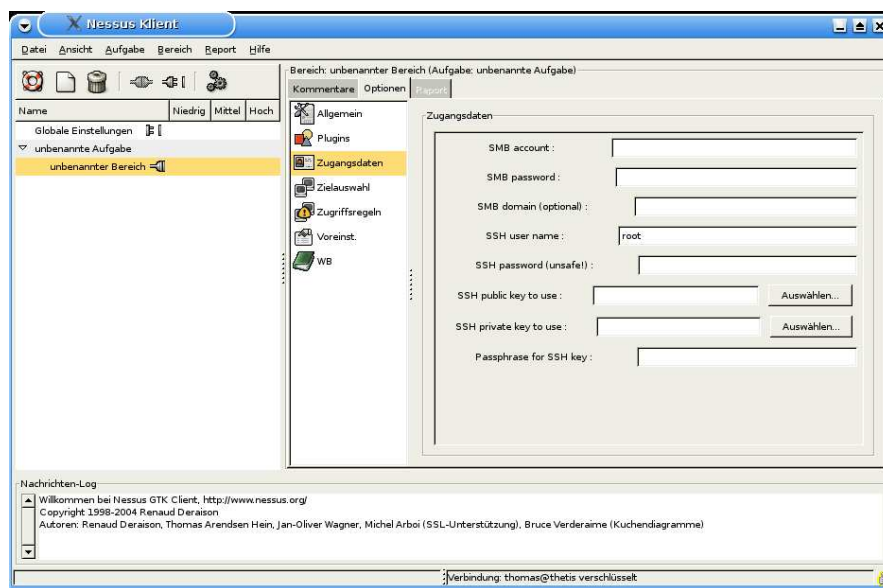 Nessus Klient
Datei Ansicht Aufgabe Bereich Report Hilfe
Bereich: unbenannter Bereich (Aufgabe: unbenannte Aufgabe)
Kommentare Optionen Report
Name Niedrig Mittel Hoch
Globale Einstellungen
unbenannte Aufgabe
unbenannter Bereich
Allgemein
Plugins
Zugangsdaten
Zielauswahl
Zugriffsregeln
Voreinst.
WB
Zugangsdaten
SMB account :
SMB password :
SMB domain (optional) :
SSH user name : root
SSH password (unsafe!) :
SSH public key to use : Auswählen...
SSH private key to use : Auswählen...
Passphrase for SSH key :
Nachrichten-Log
Willkommen bei Nessus GTK Client, http://www.nessus.org/
Copyright 1998-2004 Renaud Deraison
Autoren: Renaud Deraison, Thomas Arendsen Hein, Jan-Oliver Wagner, Michel Arboi (SSL-Unterstützung), Bruce Verderaime (Kuchendiagramme)
Verbindung: thomas@thetis verschlüsselt